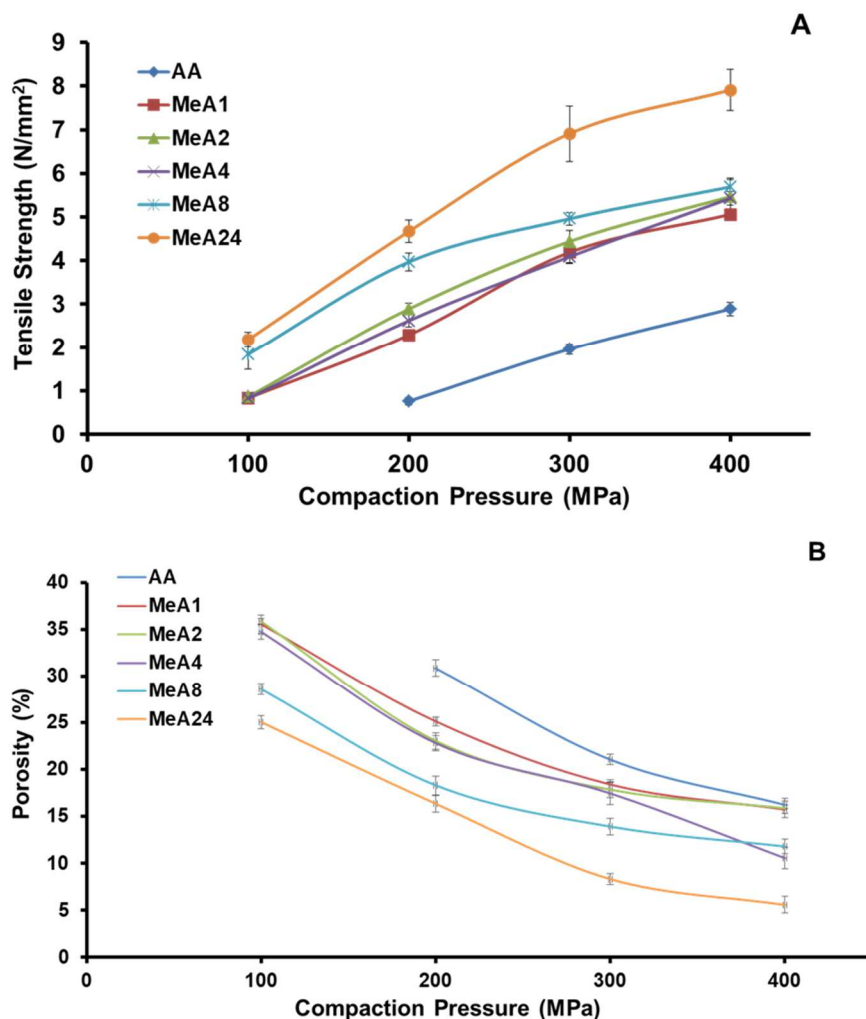 A
9
8
7
6
5
4
3
2
1
0
Tensile Strength (N/mm²)
AA
MeA1
MeA2
MeA4
MeA8
MeA24
0 100 200 300 400
Compaction Pressure (MPa)
B
40
35
30
25
20
15
10
5
0
Porosity (%)
AA
MeA1
MeA2
MeA4
MeA8
MeA24
0 100 200 300 400
Compaction Pressure (MPa)